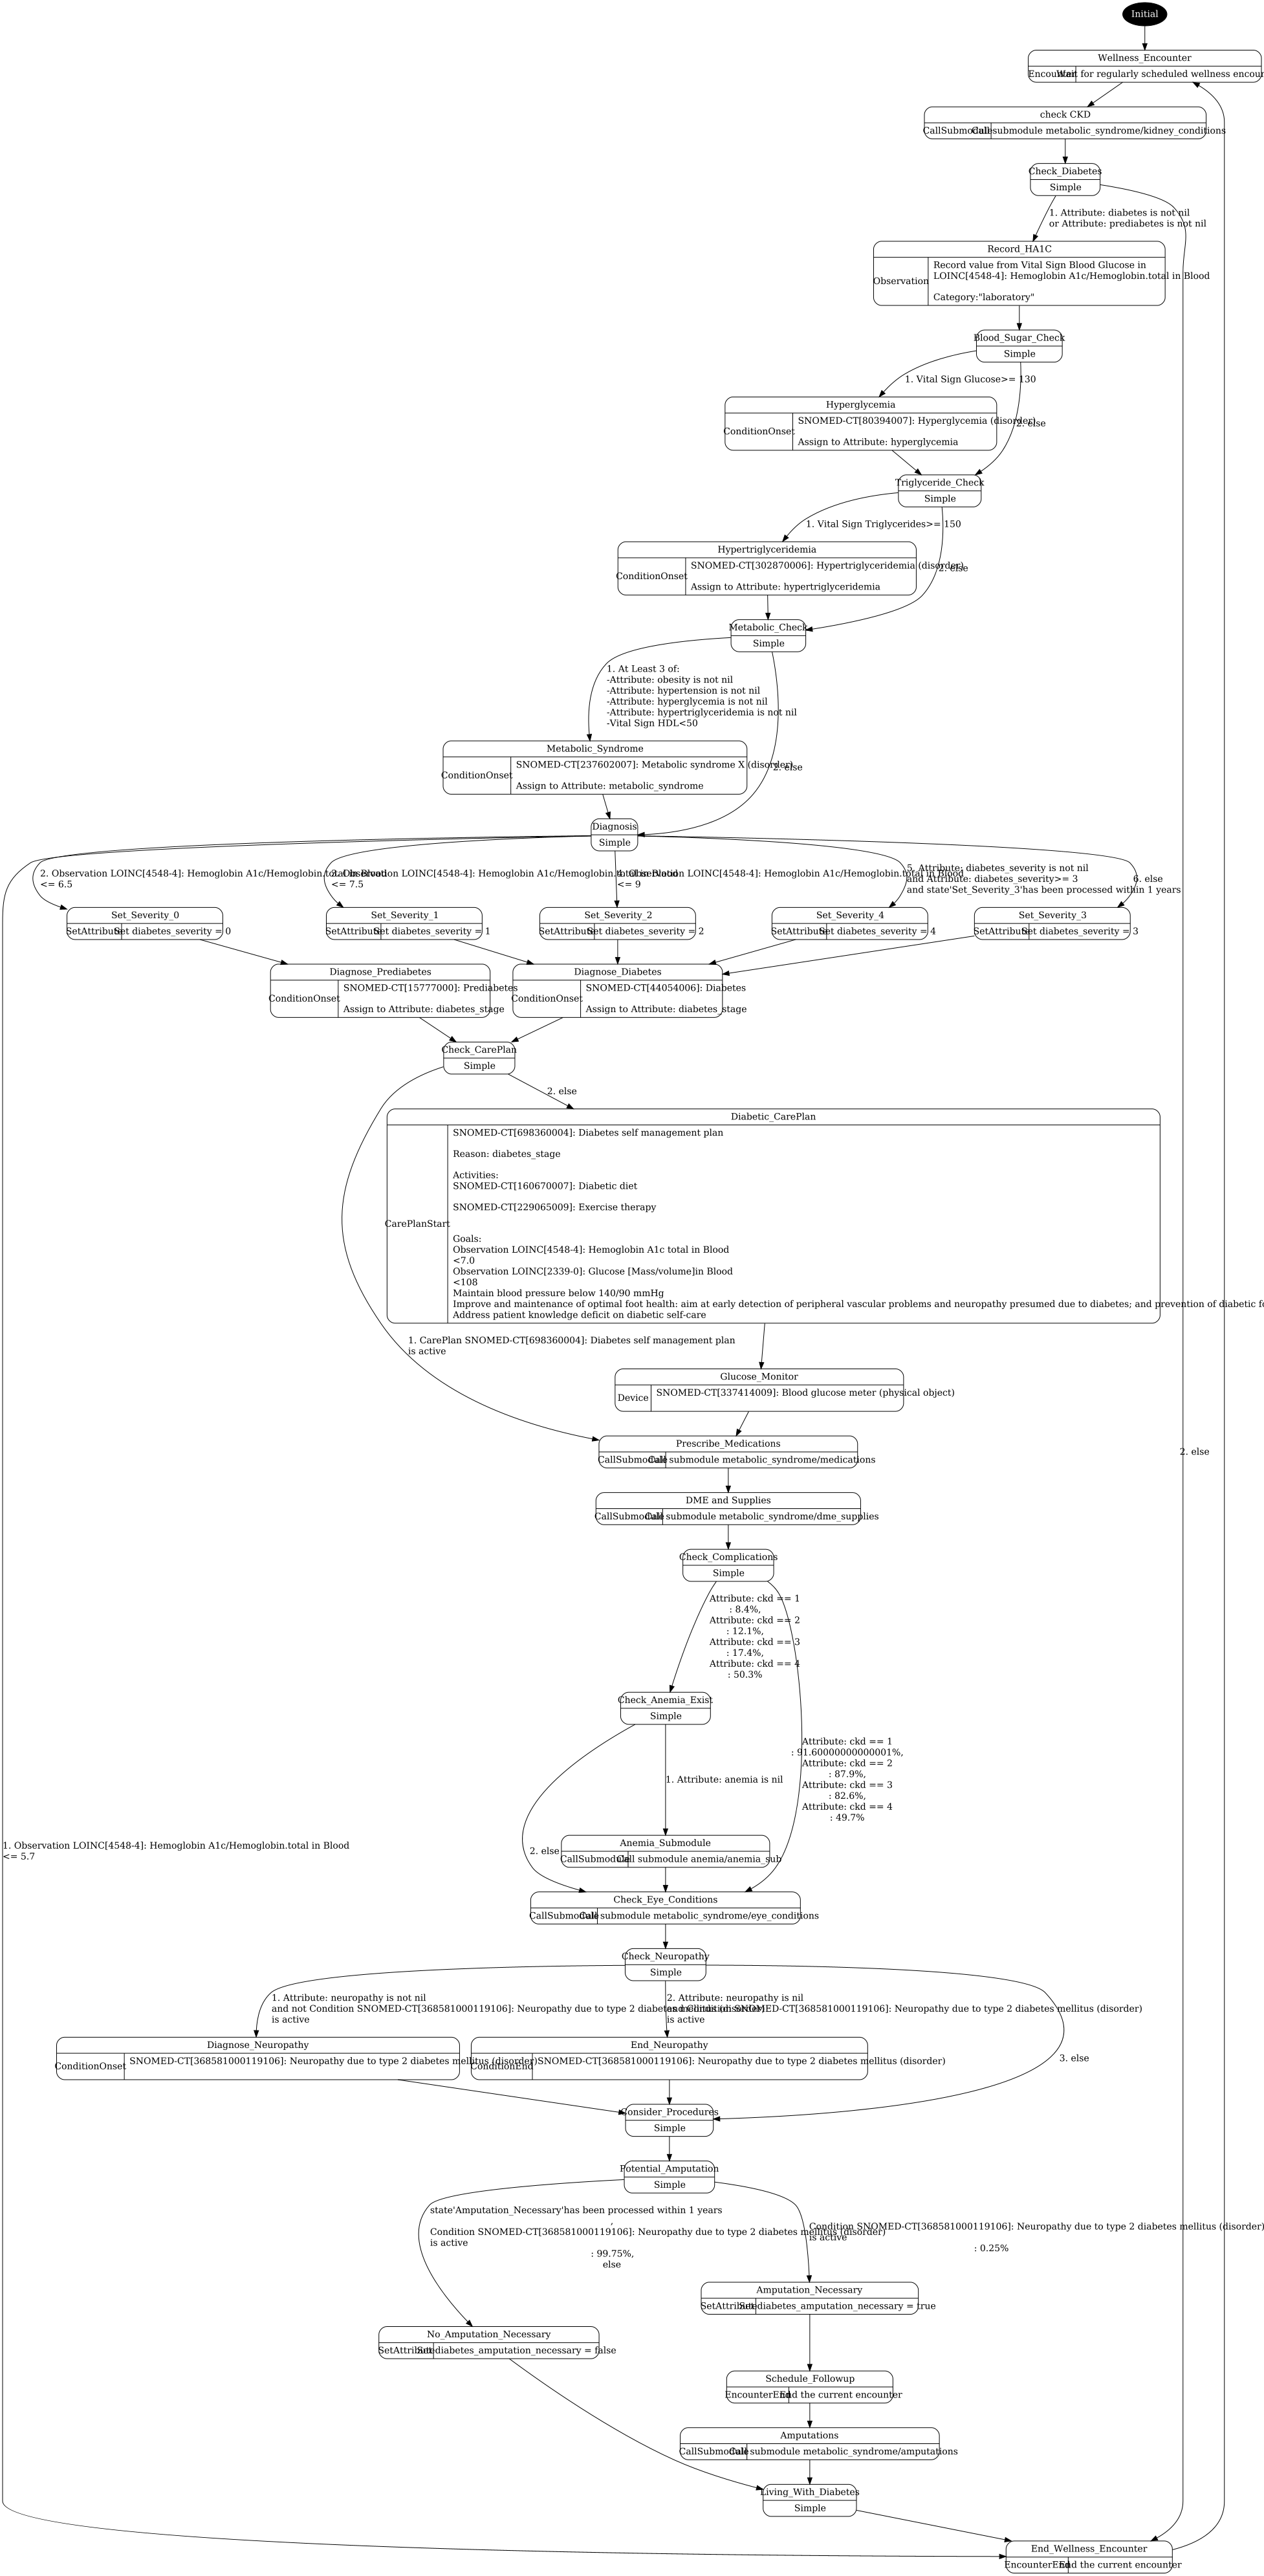 Initial
Wellness_Encounter
Encounter
Wait for regularly scheduled wellness encour
check CKD
CallSubmodule
Call submodule metabolic_syndrome/kidney_conditions
Check_Diabetes
Simple
1. Attribute: diabetes is not nil
or Attribute: prediabetes is not nil
Record_HA1C
Observation
Record value from Vital Sign Blood Glucose in
LOINC[4548-4]: Hemoglobin A1c/Hemoglobin.total in Blood
Category:"laboratory"
Blood_Sugar_Check
Simple
1. Vital Sign Glucose>= 130
Hyperglycemia
ConditionOnset
SNOMED-CT[80394007]: Hyperglycemia (disorder)
Assign to Attribute: hyperglycemia
2. else
Triglyceride_Check
Simple
1. Vital Sign Triglycerides>= 150
Hypertriglyceridemia
ConditionOnset
SNOMED-CT[302870006]: Hypertriglyceridemia (disorder)
Assign to Attribute: hypertriglyceridemia
2. else
Metabolic_Check
Simple
1. At Least 3 of:
-Attribute: obesity is not nil
-Attribute: hypertension is not nil
-Attribute: hyperglycemia is not nil
-Attribute: hypertriglyceridemia is not nil
-Vital Sign HDL<50
Metabolic_Syndrome
ConditionOnset
SNOMED-CT[237602007]: Metabolic syndrome X (disorder)
Assign to Attribute: metabolic_syndrome
2. else
Diagnosis
Simple
2. Observation LOINC[4548-4]: Hemoglobin A1c/Hemoglobin.total in Blood
<= 6.5
3. Observation LOINC[4548-4]: Hemoglobin A1c/Hemoglobin.total in Blood
<= 7.5
4. Observation LOINC[4548-4]: Hemoglobin A1c/Hemoglobin.total in Blood
<= 9
5. Attribute: diabetes_severity is not nil
and Attribute: diabetes_severity>= 3
and state'Set_Severity_3'has been processed within 1 years
6. else
Set_Severity_0
SetAttribute
Set diabetes_severity = 0
Set_Severity_1
SetAttribute
Set diabetes_severity = 1
Set_Severity_2
SetAttribute
Set diabetes_severity = 2
Set_Severity_4
SetAttribute
Set diabetes_severity = 4
Set_Severity_3
SetAttribute
Set diabetes_severity = 3
Diagnose_Prediabetes
ConditionOnset
SNOMED-CT[15777000]: Prediabetes
Assign to Attribute: diabetes_stage
Diagnose_Diabetes
ConditionOnset
SNOMED-CT[44054006]: Diabetes
Assign to Attribute: diabetes_stage
Check_CarePlan
Simple
2. else
Diabetic_CarePlan
CarePlanStart
SNOMED-CT[698360004]: Diabetes self management plan
Reason: diabetes_stage
Activities:
SNOMED-CT[160670007]: Diabetic diet
SNOMED-CT[229065009]: Exercise therapy
Goals:
Observation LOINC[4548-4]: Hemoglobin A1c total in Blood
<7.0
Observation LOINC[2339-0]: Glucose [Mass/volume]in Blood
<108
Maintain blood pressure below 140/90 mmHg
Improve and maintenance of optimal foot health: aim at early detection of peripheral vascular problems and neuropathy presumed due to diabetes; and prevention of diabetic fo
Address patient knowledge deficit on diabetic self-care
1. CarePlan SNOMED-CT[698360004]: Diabetes self management plan
is active
Glucose_Monitor
Device
SNOMED-CT[337414009]: Blood glucose meter (physical object)
2. else
Prescribe_Medications
CallSubmodule
Call submodule metabolic_syndrome/medications
DME and Supplies
CallSubmodule
Call submodule metabolic_syndrome/dme_supplies
Check_Complications
Simple
Attribute: ckd == 1
: 8.4%,
Attribute: ckd == 2
: 12.1%,
Attribute: ckd == 3
: 17.4%,
Attribute: ckd == 4
: 50.3%
Check_Anemia_Exist
Simple
Attribute: ckd == 1
: 91.60000000000001%,
Attribute: ckd == 2
: 87.9%,
Attribute: ckd == 3
: 82.6%,
Attribute: ckd == 4
: 49.7%
1. Attribute: anemia is nil
Anemia_Submodule
CallSubmodule
Call submodule anemia/anemia_sub
2. else
1. Observation LOINC[4548-4]: Hemoglobin A1c/Hemoglobin.total in Blood
<= 5.7
Check_Eye_Conditions
CallSubmodule
Call submodule metabolic_syndrome/eye_conditions
Check_Neuropathy
Simple
1. Attribute: neuropathy is not nil
and not Condition SNOMED-CT[368581000119106]: Neuropathy due to type 2 diabetes mellitus (disorder)
is active
2. Attribute: neuropathy is nil
and Condition SNOMED-CT[368581000119106]: Neuropathy due to type 2 diabetes mellitus (disorder)
is active
3. else
Diagnose_Neuropathy
ConditionOnset
SNOMED-CT[368581000119106]: Neuropathy due to type 2 diabetes mellitus (disorder)
End_Neuropathy
ConditionEnd
SNOMED-CT[368581000119106]: Neuropathy due to type 2 diabetes mellitus (disorder)
Consider_Procedures
Simple
Potential_Amputation
Simple
state'Amputation_Necessary'has been processed within 1 years
,
Condition SNOMED-CT[368581000119106]: Neuropathy due to type 2 diabetes mellitus (disorder)
is active
: 99.75%,
else
Condition SNOMED-CT[368581000119106]: Neuropathy due to type 2 diabetes mellitus (disorder)
is active
: 0.25%
Amputation_Necessary
SetAttribute
Set diabetes_amputation_necessary = true
No_Amputation_Necessary
SetAttribute
Set diabetes_amputation_necessary = false
Schedule_Followup
EncounterEnd
End the current encounter
Amputations
CallSubmodule
Call submodule metabolic_syndrome/amputations
Living_With_Diabetes
Simple
End_Wellness_Encounter
EncounterEnd
End the current encounter